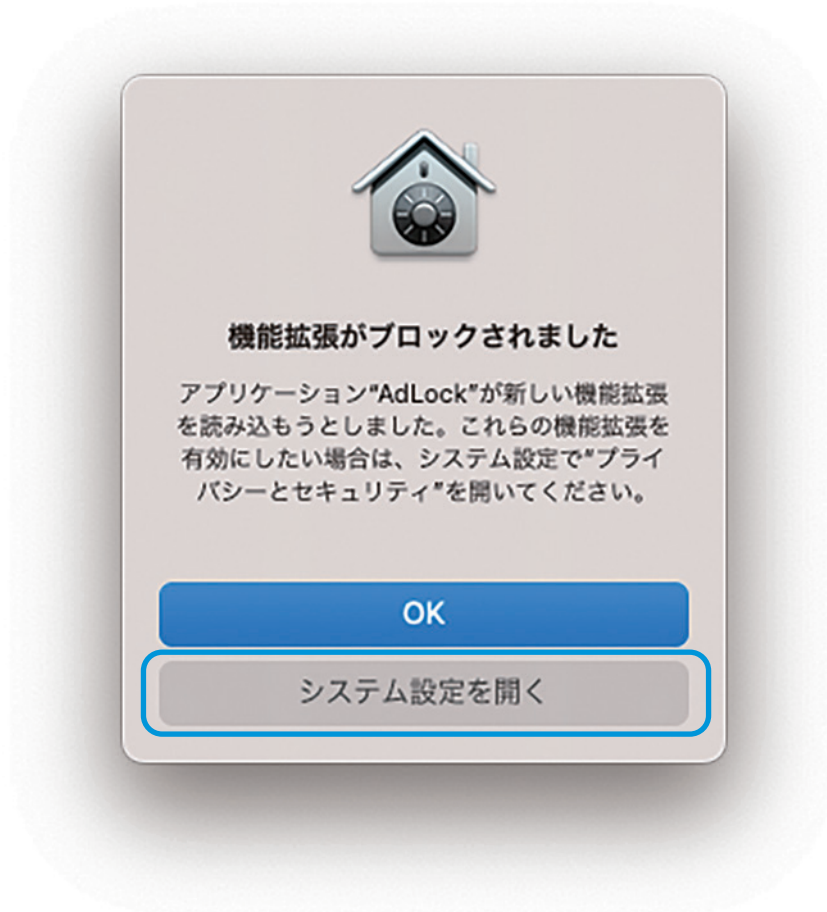 機能拡張がブロックされました
アプリケーション"AdLock"が新しい機能拡張
を読み込もうとしました。これらの機能拡張を
有効にしたい場合は、システム設定で"プライ
バシーとセキュリティ"を開いてください。
OK
システム設定を開く